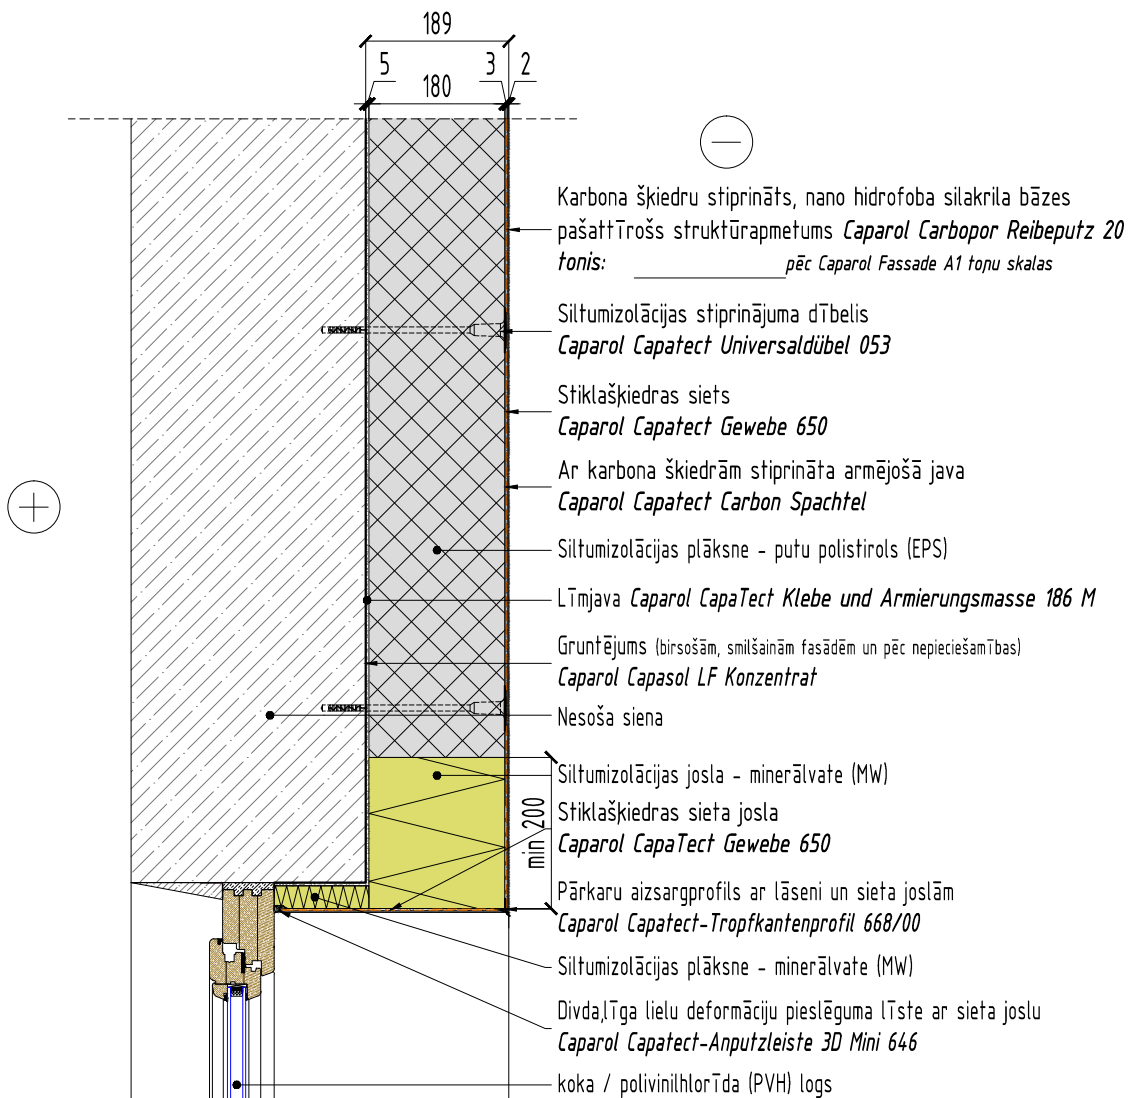 189
5
3
2
180
Karbona šķiedru stiprināts, nano hidrofoba silakrila bāzes
pašattīrošs struktūrapmetums Caparol Carbopor Reibeputz 20
tonis: ____________ pēc Caparol Fassade A1 toņu skalas
Siltumizolācijas stiprinājuma dībelis
Caparol Capatect Universaldübel 053
Stiklašķiedras siets
Caparol Capatect Gewebe 650
Ar karbona šķiedrām stiprināta armējošā java
Caparol Capatect Carbon Spachtel
Siltumizolācijas plāksne - putu polistirols (EPS)
Līmjava Caparol CapaTect Klebe und Armierungsmasse 186 M
Gruntējums (birsošām, smilšainām fasādēm un pēc nepieciešamības)
Caparol Capasol LF Konzentrat
Nesoša siena
Siltumizolācijas josla - minerālvate (MW)
min 200
Stiklašķiedras sieta josla
Caparol CapaTect Gewebe 650
Pārkaru aizsargprofils ar lāseni un sieta joslām
Caparol Capatect-Tropfkantenprofil 668/00
Siltumizolācijas plāksne - minerālvate (MW)
Divda,līga lielu deformāciju pieslēguma līste ar sieta joslu
Caparol Capatect-Anputzleiste 3D Mini 646
koka / polivinilhlorīda (PVH) logs